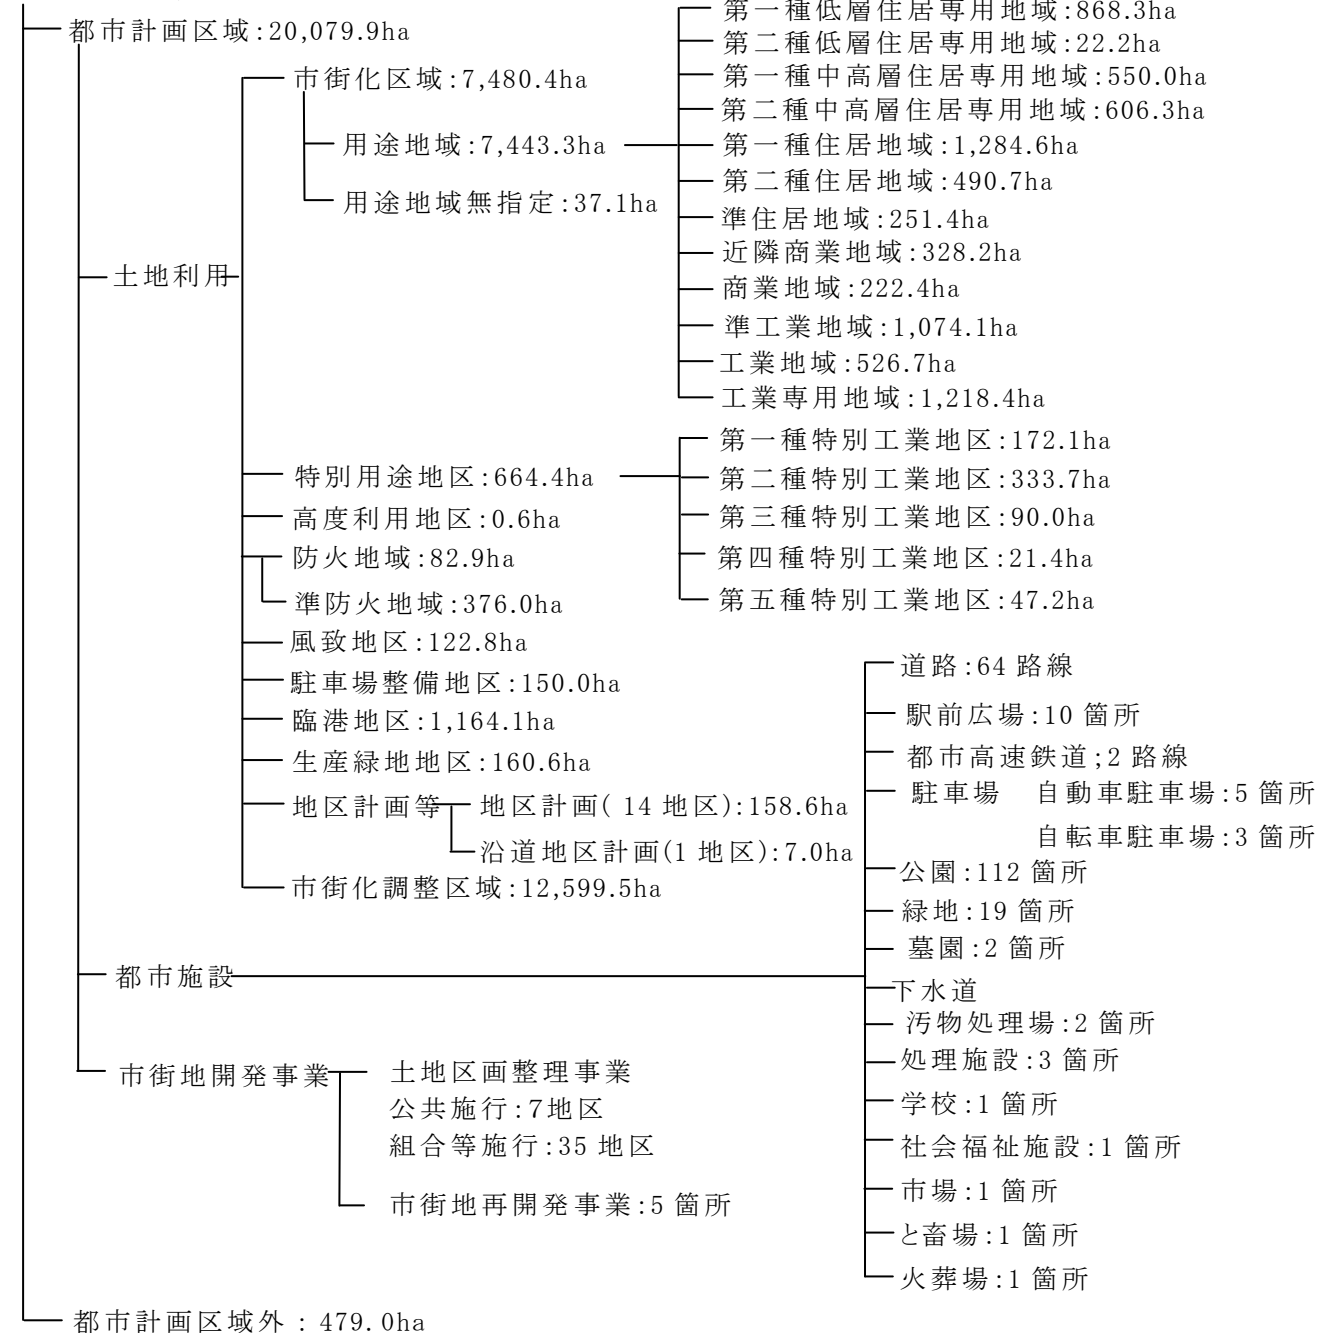 都市計画区域:20,079.9ha
土地利用
市街化区域:7,480.4ha
用途地域:7,443.3ha
第一種低層住居専用地域:868.3ha
第二種低層住居専用地域:22.2ha
第一種中高層住居専用地域:550.0ha
第二種中高層住居専用地域:606.3ha
第一種住居地域:1,284.6ha
第二種住居地域:490.7ha
準住居地域:251.4ha
近隣商業地域:328.2ha
商業地域:222.4ha
準工業地域:1,074.1ha
工業地域:526.7ha
工業専用地域:1,218.4ha
用途地域無指定:37.1ha
特別用途地区:664.4ha
第一種特別工業地区:172.1ha
第二種特別工業地区:333.7ha
第三種特別工業地区:90.0ha
第四種特別工業地区:21.4ha
第五種特別工業地区:47.2ha
高度利用地区:0.6ha
防火地域:82.9ha
準防火地域:376.0ha
風致地区:122.8ha
駐車場整備地区:150.0ha
臨港地区:1,164.1ha
生産緑地地区:160.6ha
地区計画等
地区計画( 14 地区):158.6ha
沿道地区計画(1 地区):7.0ha
市街化調整区域:12,599.5ha
都市施設
道路:64 路線
駅前広場:10 箇所
都市高速鉄道;2 路線
駐車場 自動車駐車場:5 箇所
自転車駐車場:3 箇所
公園:112 箇所
緑地:19 箇所
墓園:2 箇所
下水道
汚物処理場:2 箇所
処理施設:3 箇所
学校:1 箇所
社会福祉施設:1 箇所
市場:1 箇所
と畜場:1 箇所
火葬場:1 箇所
市街地開発事業
土地区画整理事業
公共施行:7地区
組合等施行:35 地区
市街地再開発事業:5 箇所
都市計画区域外 : 479.0ha